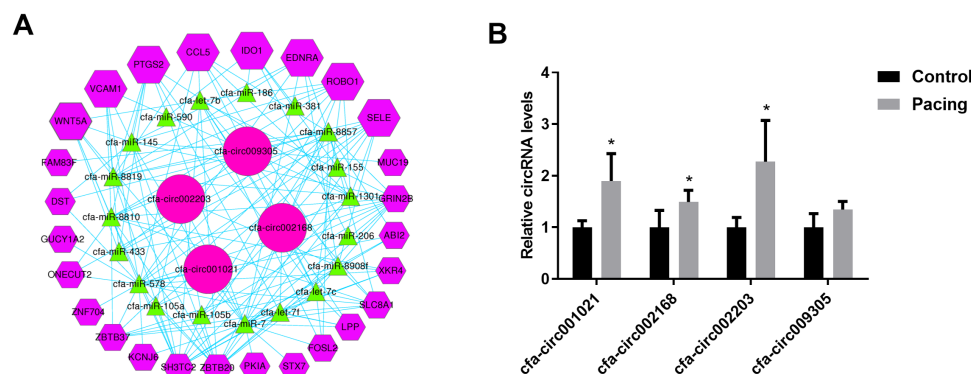 A
CCL5
IDO1
EDNRA
PTGS2
ROBO1
VCAM1
SELE
WNT5A
cfa-miR-186
cfa-let-7b
cfa-miR-381
cfa-miR-590
cfa-miR-8857
cfa-miR-145
cfa-circ009305
FAM83F
MUC19
cfa-miR-155
cfa-miR-8819
DST
cfa-miR-1301
GRIN2B
cfa-circ002203
cfa-miR-8810
cfa-circ002168
cfa-miR-206
GUCY1A2
ABI2
cfa-miR-433
cfa-miR-8908f
ONECUT2
cfa-circ001021
XKR4
cfa-miR-578
cfa-let-7c
SLC8A1
ZNF704
cfa-miR-105a
cfa-miR-105b
cfa-miR-7
cfa-let-7f
LPP
ZBTB37
FOSL2
KCNJ6
SH3TC2
ZBTB20
PKIA
STX7
B
Control
Pacing
Relative circRNA levels
4
3
2
1
0
*
*
*
cfa-circ001021
cfa-circ002168
cfa-circ002203
cfa-circ009305